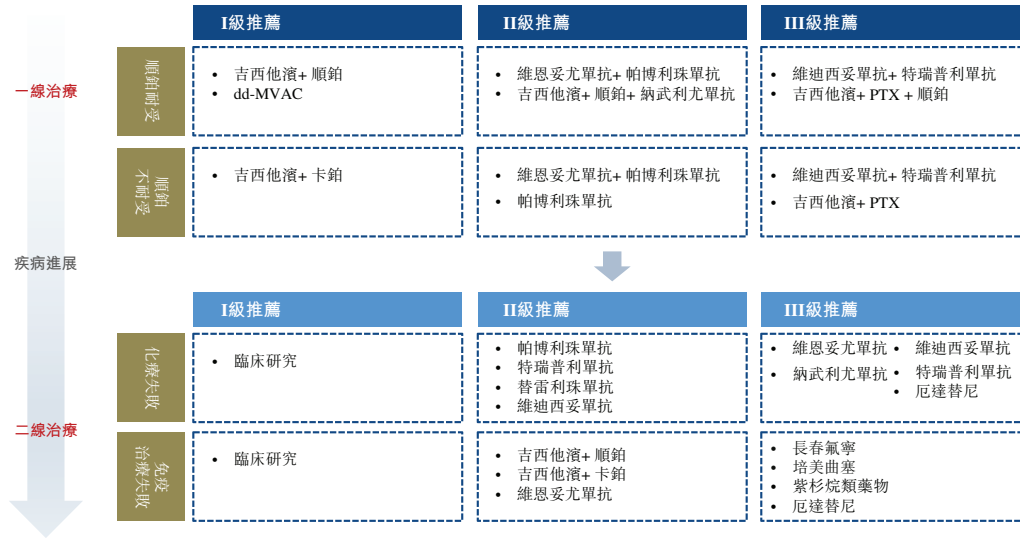 I級推薦
II級推薦
III級推薦
一線治療
順鉑耐受
• 吉西他濱+ 順鉑
• dd-MVAC
• 維恩妥尤單抗+ 帕博利珠單抗
• 吉西他濱+ 順鉑+ 納武利尤單抗
• 維迪西妥單抗+ 特瑞普利單抗
• 吉西他濱+ PTX + 順鉑
順鉑
不耐受
• 吉西他濱+ 卡鉑
• 維恩妥尤單抗+ 帕博利珠單抗
• 帕博利珠單抗
• 維迪西妥單抗+ 特瑞普利單抗
• 吉西他濱+ PTX
疾病進展
I級推薦
II級推薦
III級推薦
二線治療
化療失敗
• 臨床研究
• 帕博利珠單抗
• 特瑞普利單抗
• 替雷利珠單抗
• 維迪西妥單抗
• 維恩妥尤單抗 • 維迪西妥單抗
• 納武利尤單抗 • 特瑞普利單抗
• 厄達替尼
免疫
治療失敗
• 臨床研究
• 吉西他濱+ 順鉑
• 吉西他濱+ 卡鉑
• 維恩妥尤單抗
• 長春氟寧
• 培美曲塞
• 紫杉烷類藥物
• 厄達替尼